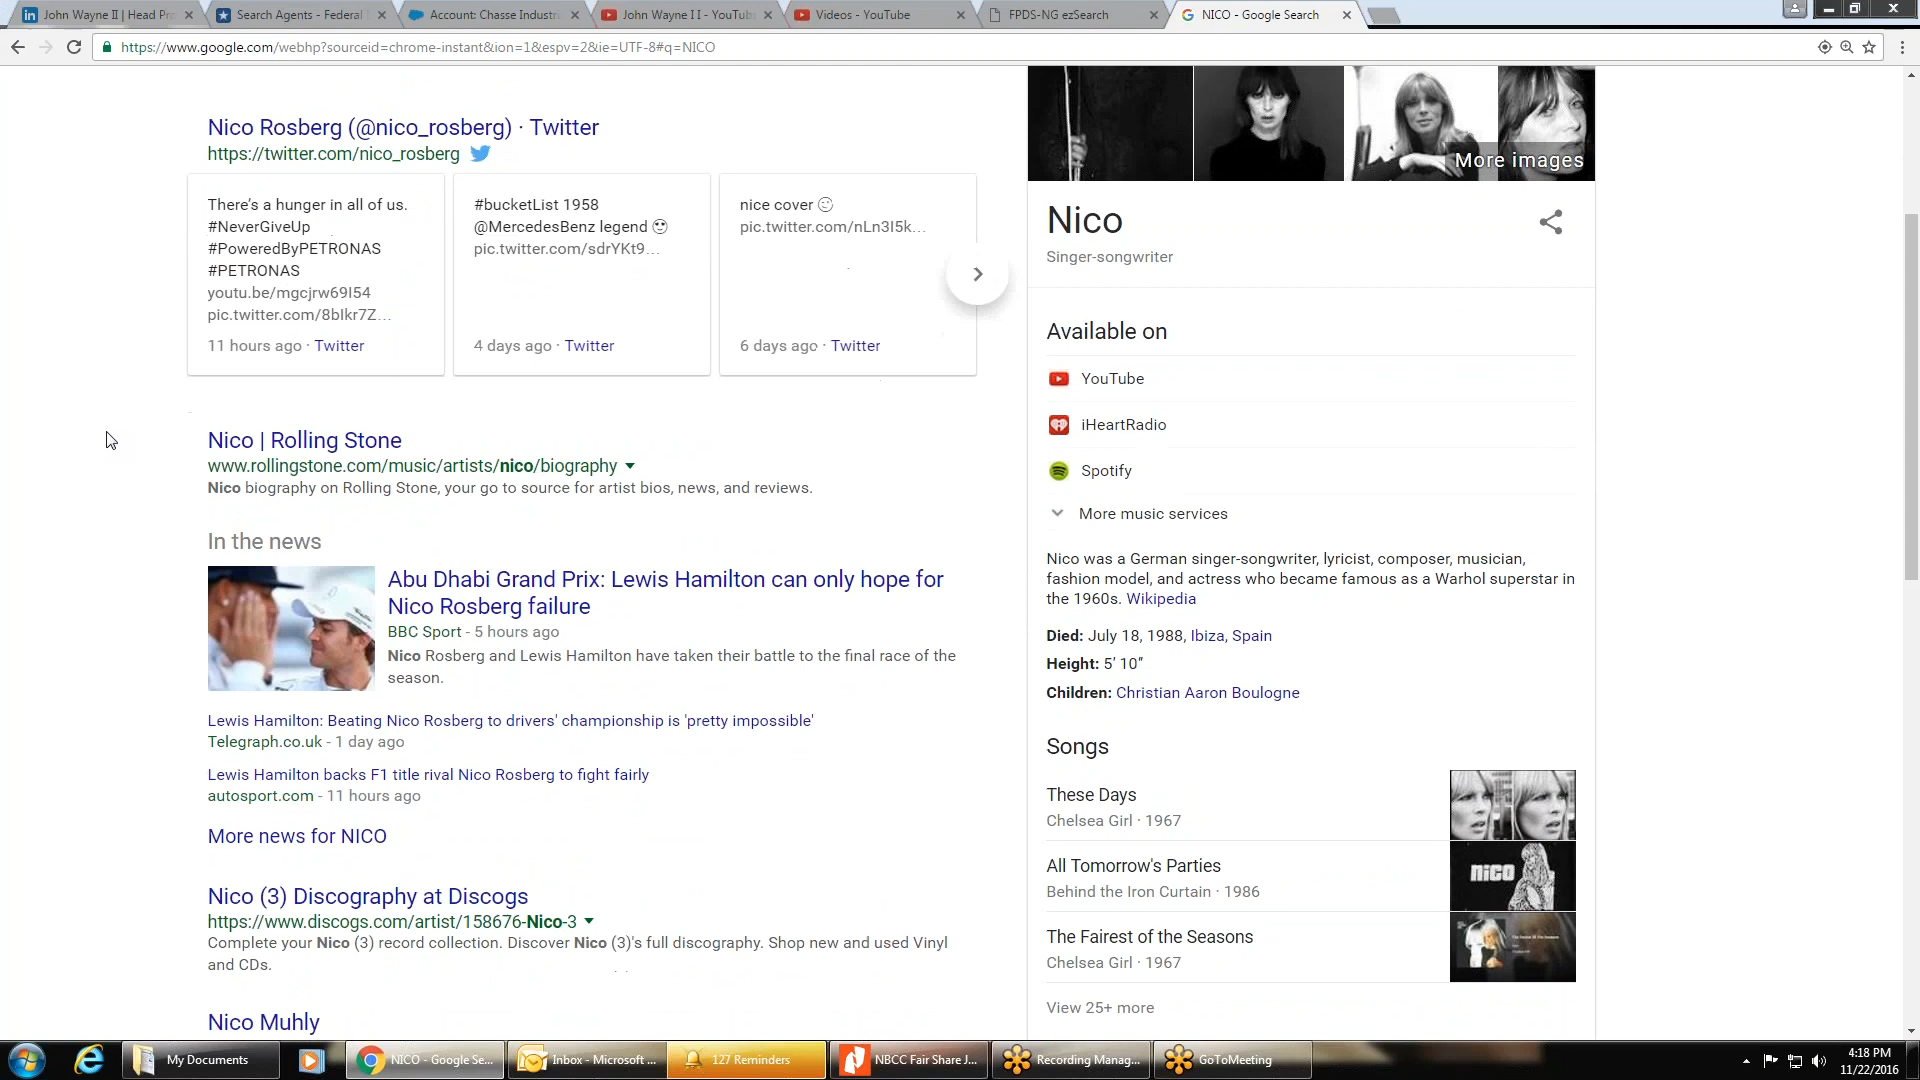 John Wayne II | Head Pr
Search Agents - Federal
Account: Chasse Industr
John Wayne I I - YouTub
Videos - YouTube
FPDS-NG ezSearch
NICO - Google Search
https://www.google.com/webhp?sourceid=chrome-instant&ion=1&espv=2&ie=UTF-8#q=NICO
Nico Rosberg (@nico_rosberg) · Twitter
https://twitter.com/nico_rosberg
There's a hunger in all of us.
#NeverGiveUp
#PoweredByPETRONAS
#PETRONAS
youtu.be/mgcjrw69I54
pic.twitter.com/8bIkr7Z...
11 hours ago · Twitter
#bucketList 1958
@MercedesBenz legend 😍
pic.twitter.com/sdrYKt9...
4 days ago · Twitter
nice cover 😉
pic.twitter.com/nLn3I5k...
6 days ago · Twitter
Nico | Rolling Stone
www.rollingstone.com/music/artists/nico/biography
Nico biography on Rolling Stone, your go to source for artist bios, news, and reviews.
In the news
Abu Dhabi Grand Prix: Lewis Hamilton can only hope for
Nico Rosberg failure
BBC Sport - 5 hours ago
Nico Rosberg and Lewis Hamilton have taken their battle to the final race of the
season.
Lewis Hamilton: Beating Nico Rosberg to drivers' championship is 'pretty impossible'
Telegraph.co.uk - 1 day ago
Lewis Hamilton backs F1 title rival Nico Rosberg to fight fairly
autosport.com - 11 hours ago
More news for NICO
Nico (3) Discography at Discogs
https://www.discogs.com/artist/158676-Nico-3
Complete your Nico (3) record collection. Discover Nico (3)'s full discography. Shop new and used Vinyl
and CDs.
Nico Muhly
More images
Nico
Singer-songwriter
Available on
YouTube
iHeartRadio
Spotify
More music services
Nico was a German singer-songwriter, lyricist, composer, musician,
fashion model, and actress who became famous as a Warhol superstar in
the 1960s. Wikipedia
Died: July 18, 1988, Ibiza, Spain
Height: 5′ 10″
Children: Christian Aaron Boulogne
Songs
These Days
Chelsea Girl · 1967
All Tomorrow's Parties
Behind the Iron Curtain · 1986
nico
The Fairest of the Seasons
Chelsea Girl · 1967
View 25+ more
My Documents
NICO - Google Se...
Inbox - Microsoft ...
127 Reminders
NBCC Fair Share J...
Recording Manag...
GoToMeeting
4:18 PM
11/22/2016